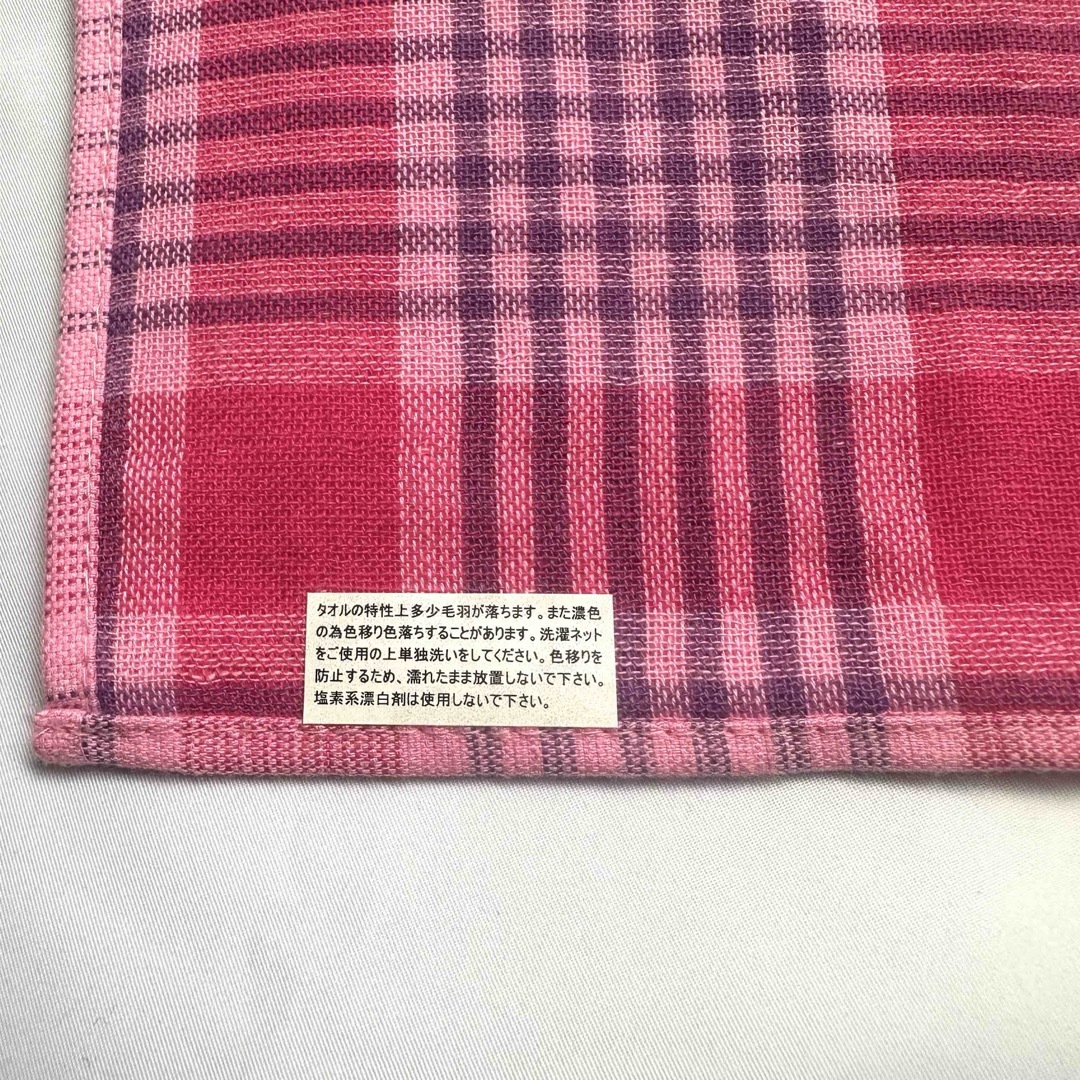 タオルの特性上多少毛羽が落ちます。また濃色
の為色移り色落ちすることがあります。洗濯ネット
をご使用の上単独洗いをしてください。色移りを
防止するため、濡れたまま放置しないで下さい。
塩素系漂白剤は使用しないで下さい。